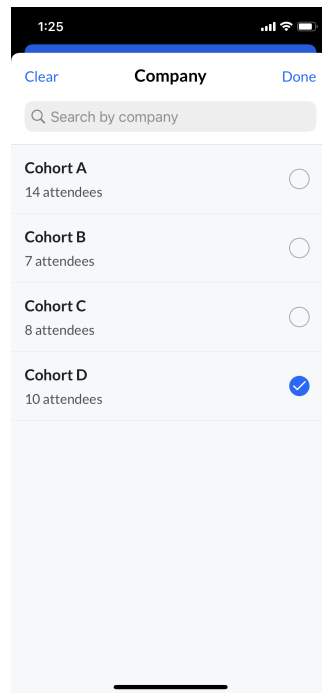 1:25
Clear Company Done
Search by company
Cohort A
14 attendees
Cohort B
7 attendees
Cohort C
8 attendees
Cohort D
10 attendees